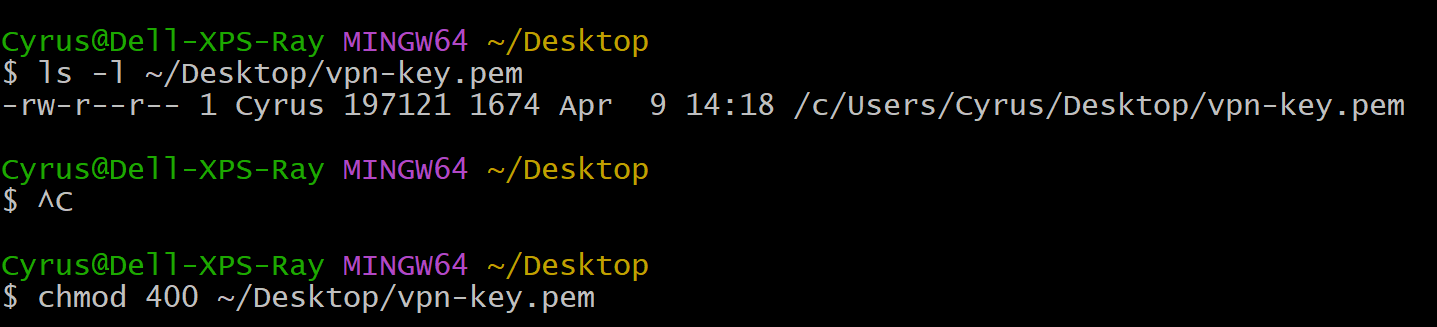 Cyrus@Dell-XPS-Ray MINGW64 ~/Desktop
$ ls -l ~/Desktop/vpn-key.pem
-rw-r--r-- 1 Cyrus 197121 1674 Apr  9 14:18 /c/Users/Cyrus/Desktop/vpn-key.pem
Cyrus@Dell-XPS-Ray MINGW64 ~/Desktop
$ ^C
Cyrus@Dell-XPS-Ray MINGW64 ~/Desktop
$ chmod 400 ~/Desktop/vpn-key.pem